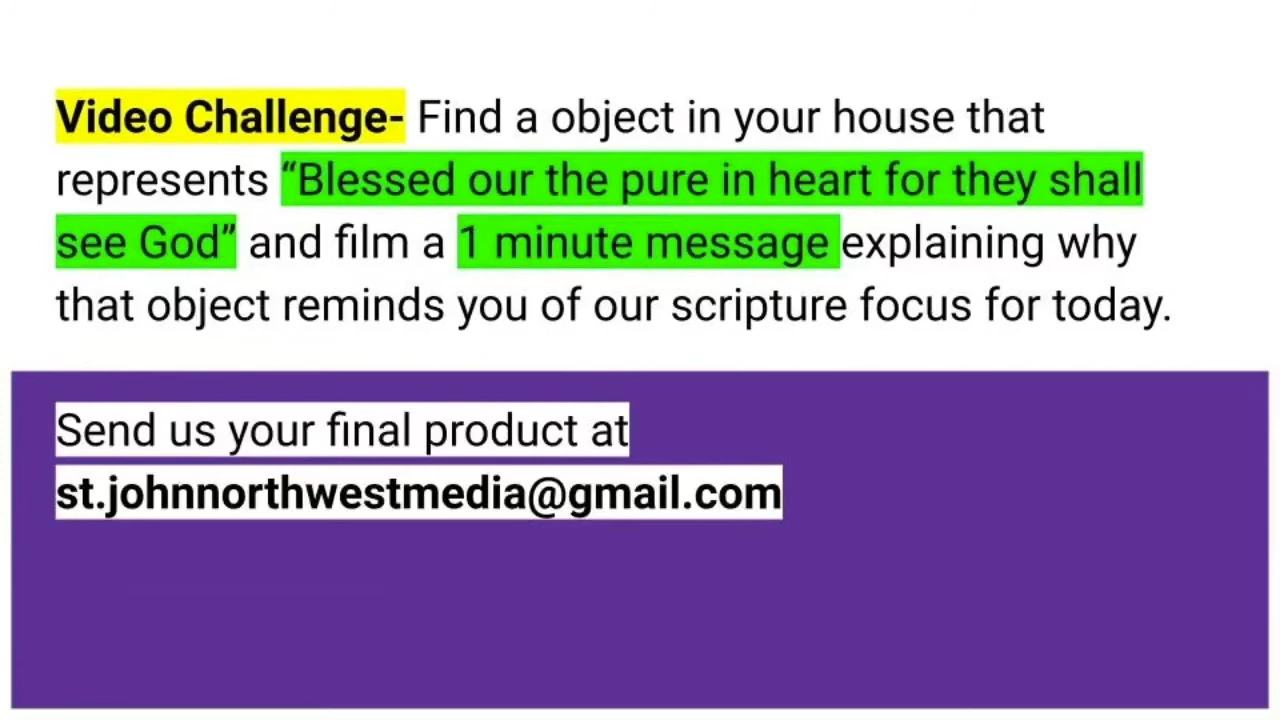 Video Challenge- Find a object in your house that
represents “Blessed our the pure in heart for they shall
see God” and film a 1 minute message explaining why
that object reminds you of our scripture focus for today.
Send us your final product at
st.johnnorthwestmedia@gmail.com